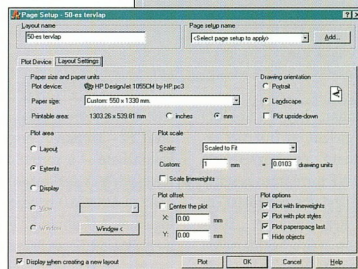 Page Setup - 50-es tervlap
Layout name
50-es tervlap
Page setup name
<Select page setup to apply>
Add...
Plot Device
Layout Settings
Paper size and paper units
Plot device:
HP DesignJet 1055CM by HP.pc3
Paper size:
Custom: 550 x 1330 mm.
Printable area:
1303.26 x 539.81 mm
inches
mm
Drawing orientation
Portrait
Landscape
Plot upside-down
Plot area
Layout
Extents
Display
View
Window
Window <
Plot scale
Scale:
Scaled to Fit
Custom:
1
mm
=
0.0103
drawing units
Scale lineweights
Plot offset
Center the plot
X:
0.00
mm
Y:
0.00
mm
Plot options
Plot with lineweights
Plot with plot styles
Plot paperspace last
Hide objects
Display when creating a new layout
Plot
OK
Cancel
Help